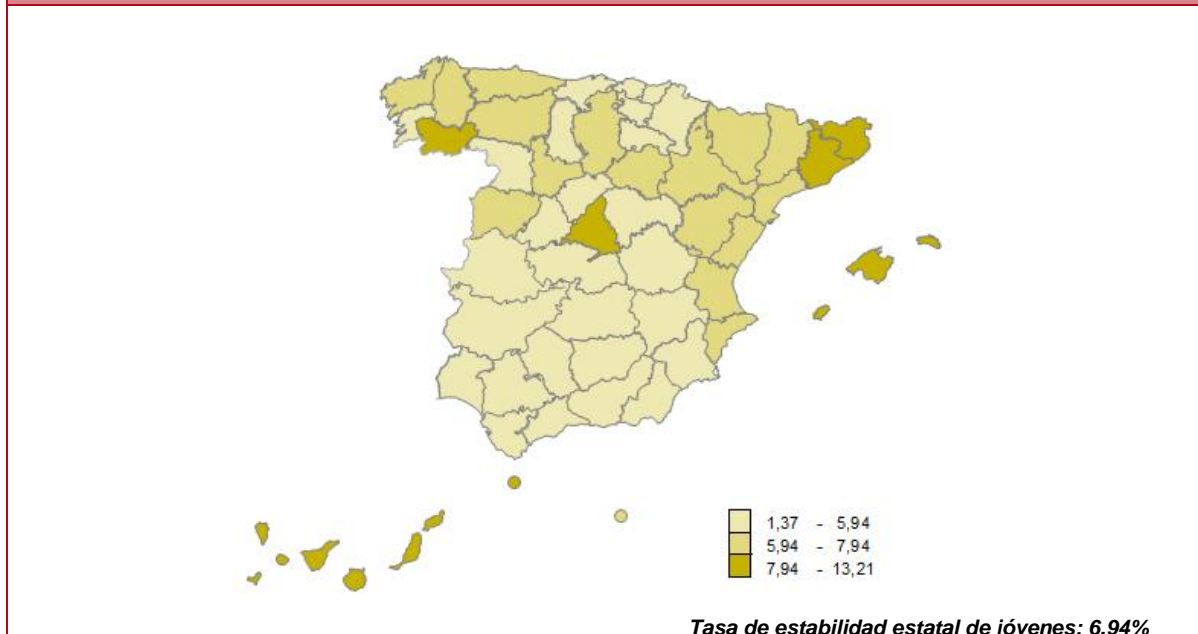 1,37 - 5,94
5,94 - 7,94
7,94 - 13,21
Tasa de estabilidad estatal de jóvenes: 6,94%